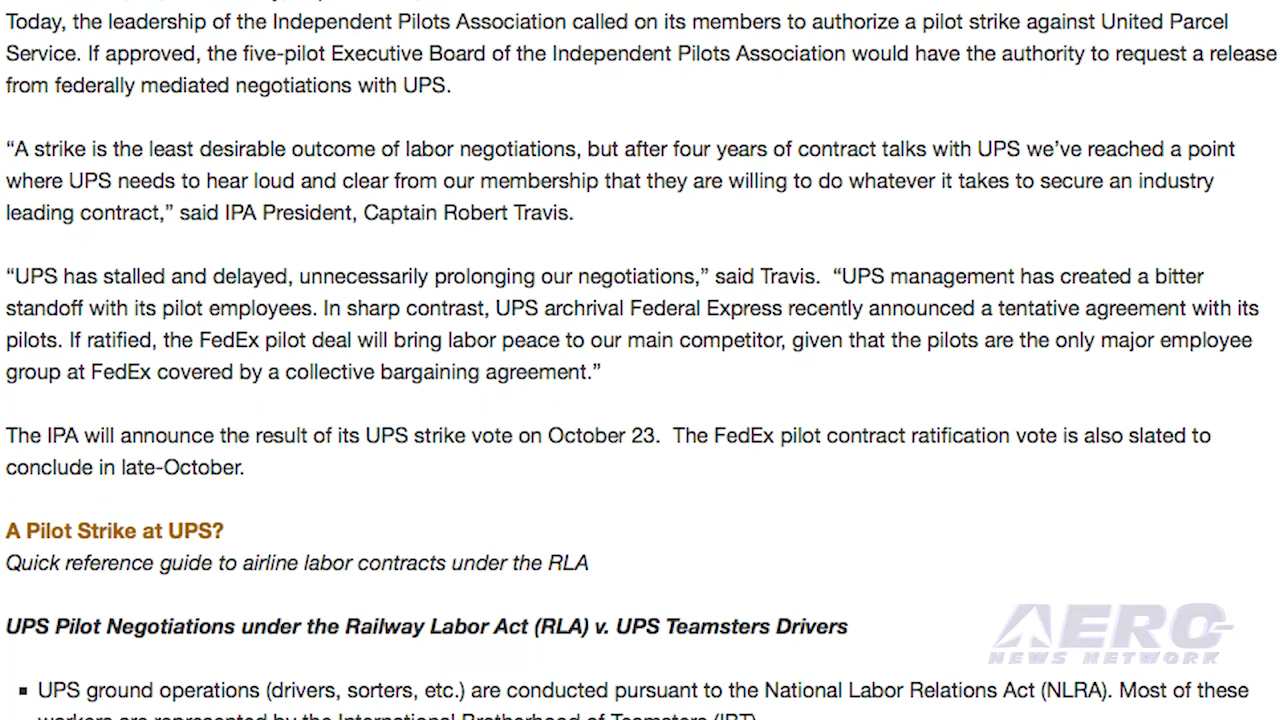 Today, the leadership of the Independent Pilots Association called on its members to authorize a pilot strike against United Parcel
Service. If approved, the five-pilot Executive Board of the Independent Pilots Association would have the authority to request a release
from federally mediated negotiations with UPS.
“A strike is the least desirable outcome of labor negotiations, but after four years of contract talks with UPS we’ve reached a point
where UPS needs to hear loud and clear from our membership that they are willing to do whatever it takes to secure an industry
leading contract,” said IPA President, Captain Robert Travis.
“UPS has stalled and delayed, unnecessarily prolonging our negotiations,” said Travis.  “UPS management has created a bitter
standoff with its pilot employees. In sharp contrast, UPS archrival Federal Express recently announced a tentative agreement with its
pilots. If ratified, the FedEx pilot deal will bring labor peace to our main competitor, given that the pilots are the only major employee
group at FedEx covered by a collective bargaining agreement.”
The IPA will announce the result of its UPS strike vote on October 23.  The FedEx pilot contract ratification vote is also slated to
conclude in late-October.
A Pilot Strike at UPS?
Quick reference guide to airline labor contracts under the RLA
UPS Pilot Negotiations under the Railway Labor Act (RLA) v. UPS Teamsters Drivers
AERO
NEWS NETWORK
▪ UPS ground operations (drivers, sorters, etc.) are conducted pursuant to the National Labor Relations Act (NLRA). Most of these
workers are represented by the International Brotherhood of Teamsters (IBT).